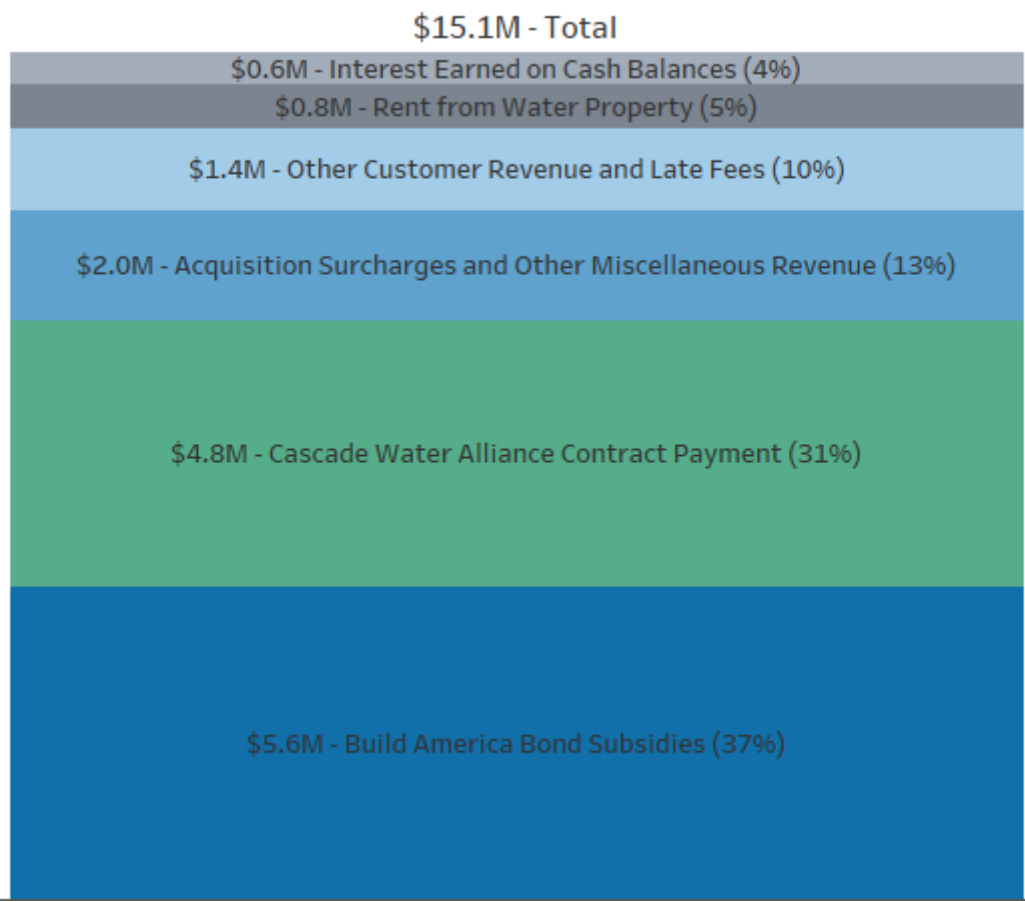 $15.1M - Total
$0.6M - Interest Earned on Cash Balances (4%)
$0.8M - Rent from Water Property (5%)
$1.4M - Other Customer Revenue and Late Fees (10%)
$2.0M - Acquisition Surcharges and Other Miscellaneous Revenue (13%)
$4.8M - Cascade Water Alliance Contract Payment (31%)
$5.6M - Build America Bond Subsidies (37%)